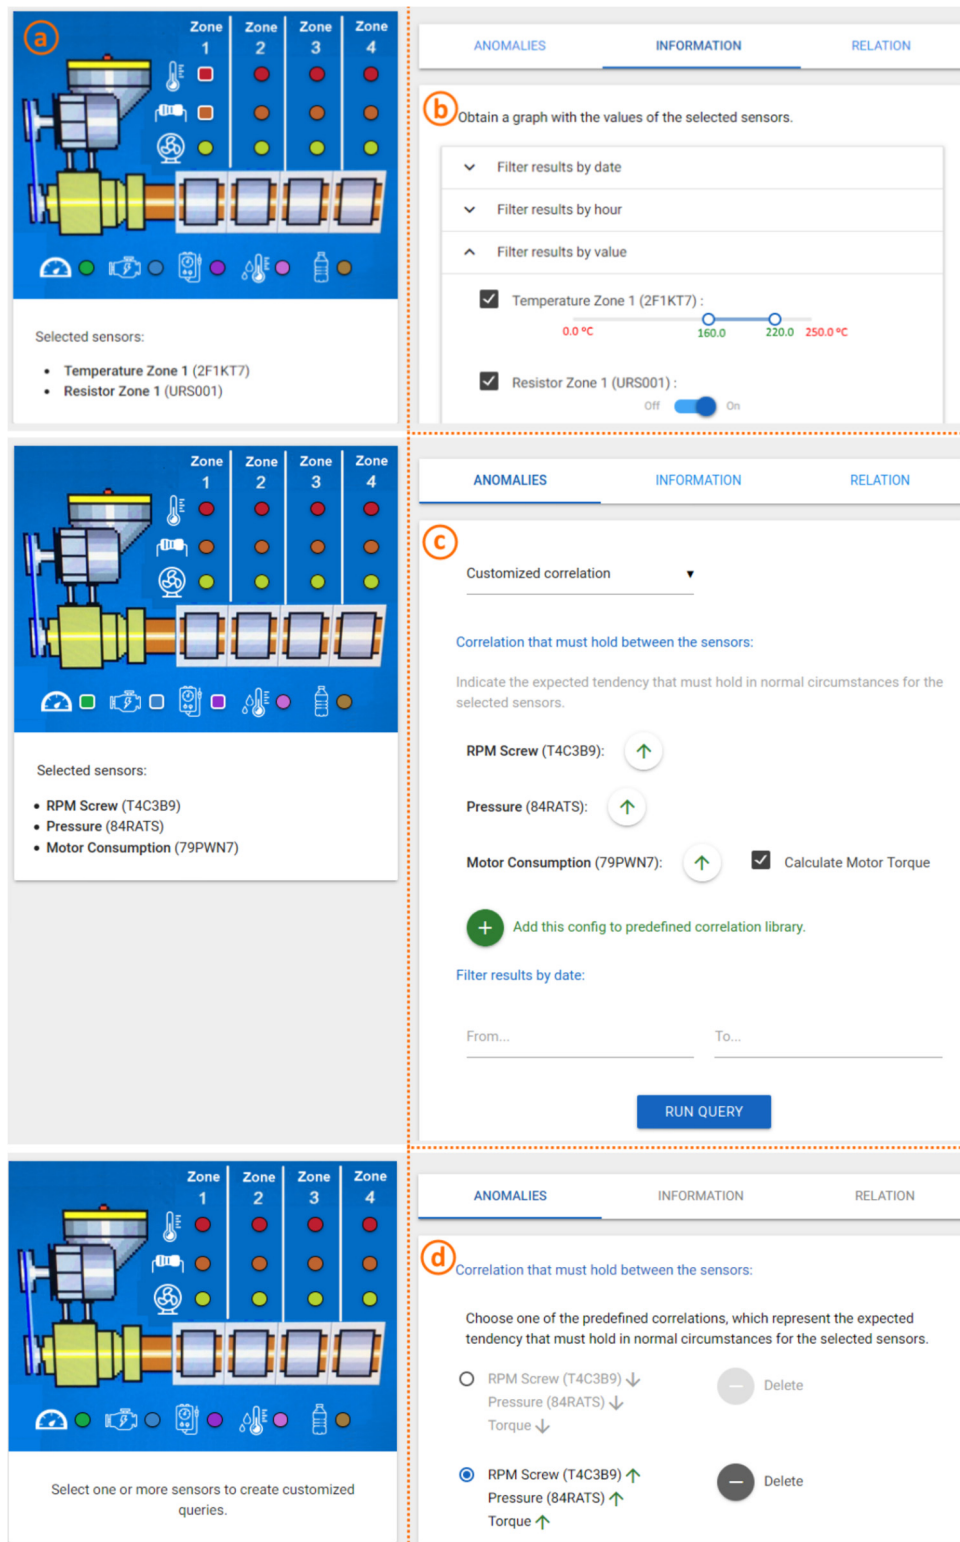 a
Zone Zone Zone Zone
1 2 3 4
Selected sensors:
• Temperature Zone 1 (2F1KT7)
• Resistor Zone 1 (URS001)
ANOMALIES INFORMATION RELATION
b
Obtain a graph with the values of the selected sensors.
Filter results by date
Filter results by hour
Filter results by value
Temperature Zone 1 (2F1KT7) :
0.0 ºC 160.0 220.0 250.0 ºC
Resistor Zone 1 (URS001) :
Off On
Zone Zone Zone Zone
1 2 3 4
Selected sensors:
• RPM Screw (T4C3B9)
• Pressure (84RATS)
• Motor Consumption (79PWN7)
ANOMALIES INFORMATION RELATION
c
Customized correlation
Correlation that must hold between the sensors:
Indicate the expected tendency that must hold in normal circumstances for the
selected sensors.
RPM Screw (T4C3B9): ↑
Pressure (84RATS): ↑
Motor Consumption (79PWN7): ↑ Calculate Motor Torque
+ Add this config to predefined correlation library.
Filter results by date:
From... To...
RUN QUERY
Zone Zone Zone Zone
1 2 3 4
Select one or more sensors to create customized
queries.
ANOMALIES INFORMATION RELATION
d
Correlation that must hold between the sensors:
Choose one of the predefined correlations, which represent the expected
tendency that must hold in normal circumstances for the selected sensors.
RPM Screw (T4C3B9) ↓ Delete
Pressure (84RATS) ↓
Torque ↓
RPM Screw (T4C3B9) ↑ Delete
Pressure (84RATS) ↑
Torque ↑